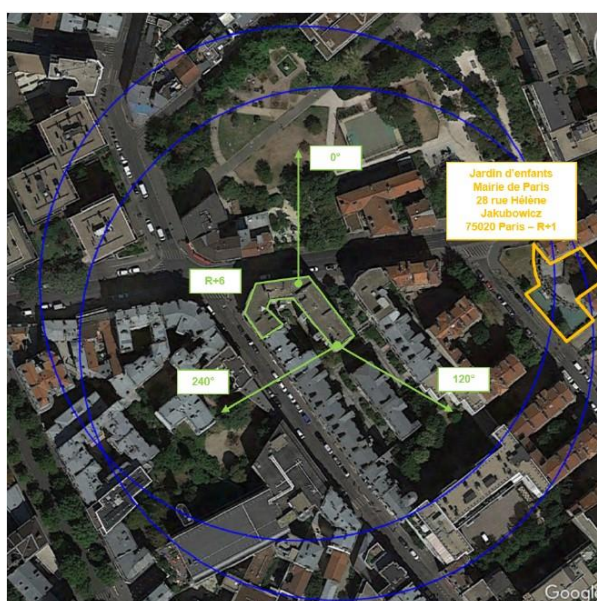 0°
Jardin d'enfants
Mairie de Paris
28 rue Hélène
Jakubowicz
75020 Paris – R+1
R+6
240°
120°
Google